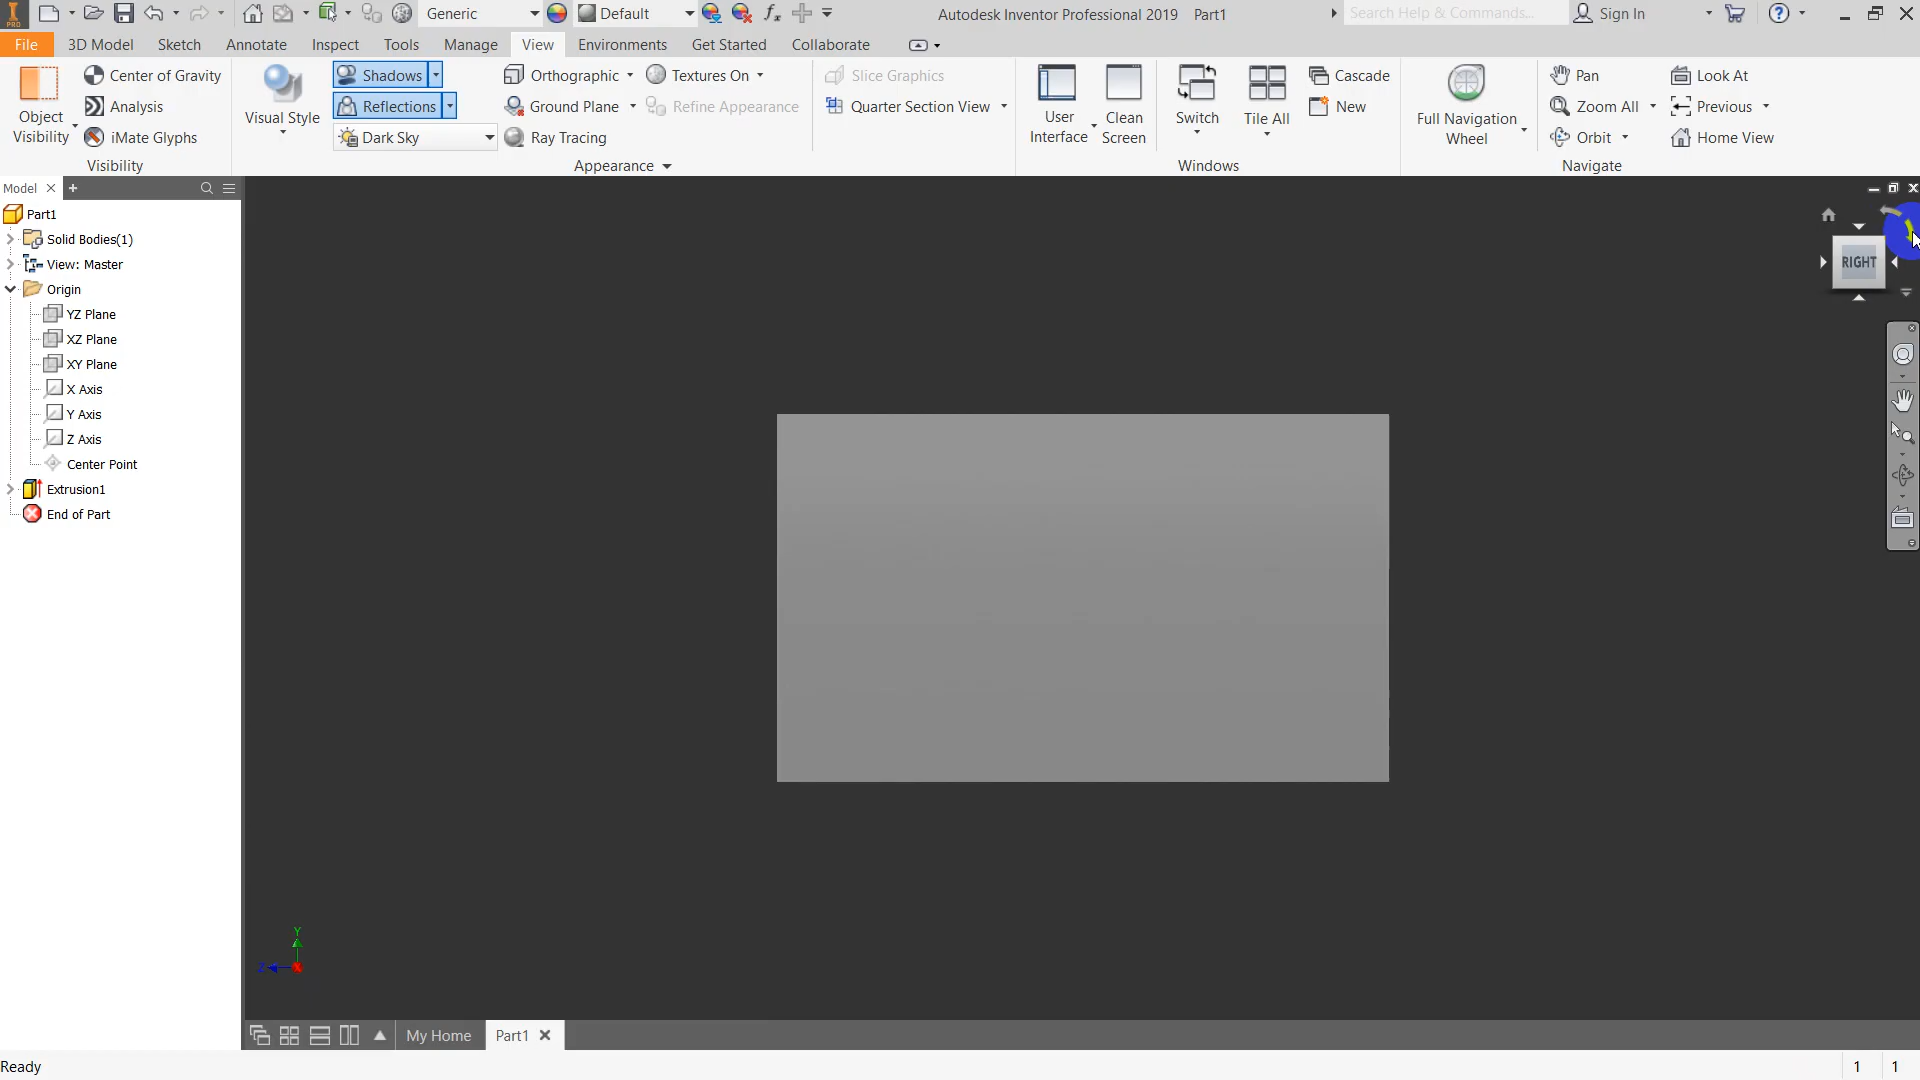 PRO Generic Default Autodesk Inventor Professional 2019 Part1 Search Help & Commands... Sign In
File 3D Model Sketch Annotate Inspect Tools Manage View Environments Get Started Collaborate
Object Visibility
Center of Gravity
Analysis
iMate Glyphs
Visibility
Visual Style
Shadows
Reflections
Dark Sky
Orthographic
Ground Plane
Ray Tracing
Textures On
Refine Appearance
Appearance
Slice Graphics
Quarter Section View
User Interface
Clean Screen
Switch
Tile All
Cascade
New
Windows
Full Navigation Wheel
Pan
Zoom All
Orbit
Look At
Previous
Home View
Navigate
Model
Part1
Solid Bodies(1)
View: Master
Origin
YZ Plane
XZ Plane
XY Plane
X Axis
Y Axis
Z Axis
Center Point
Extrusion1
End of Part
RIGHT
Y
Z
My Home Part1
Ready 1 1